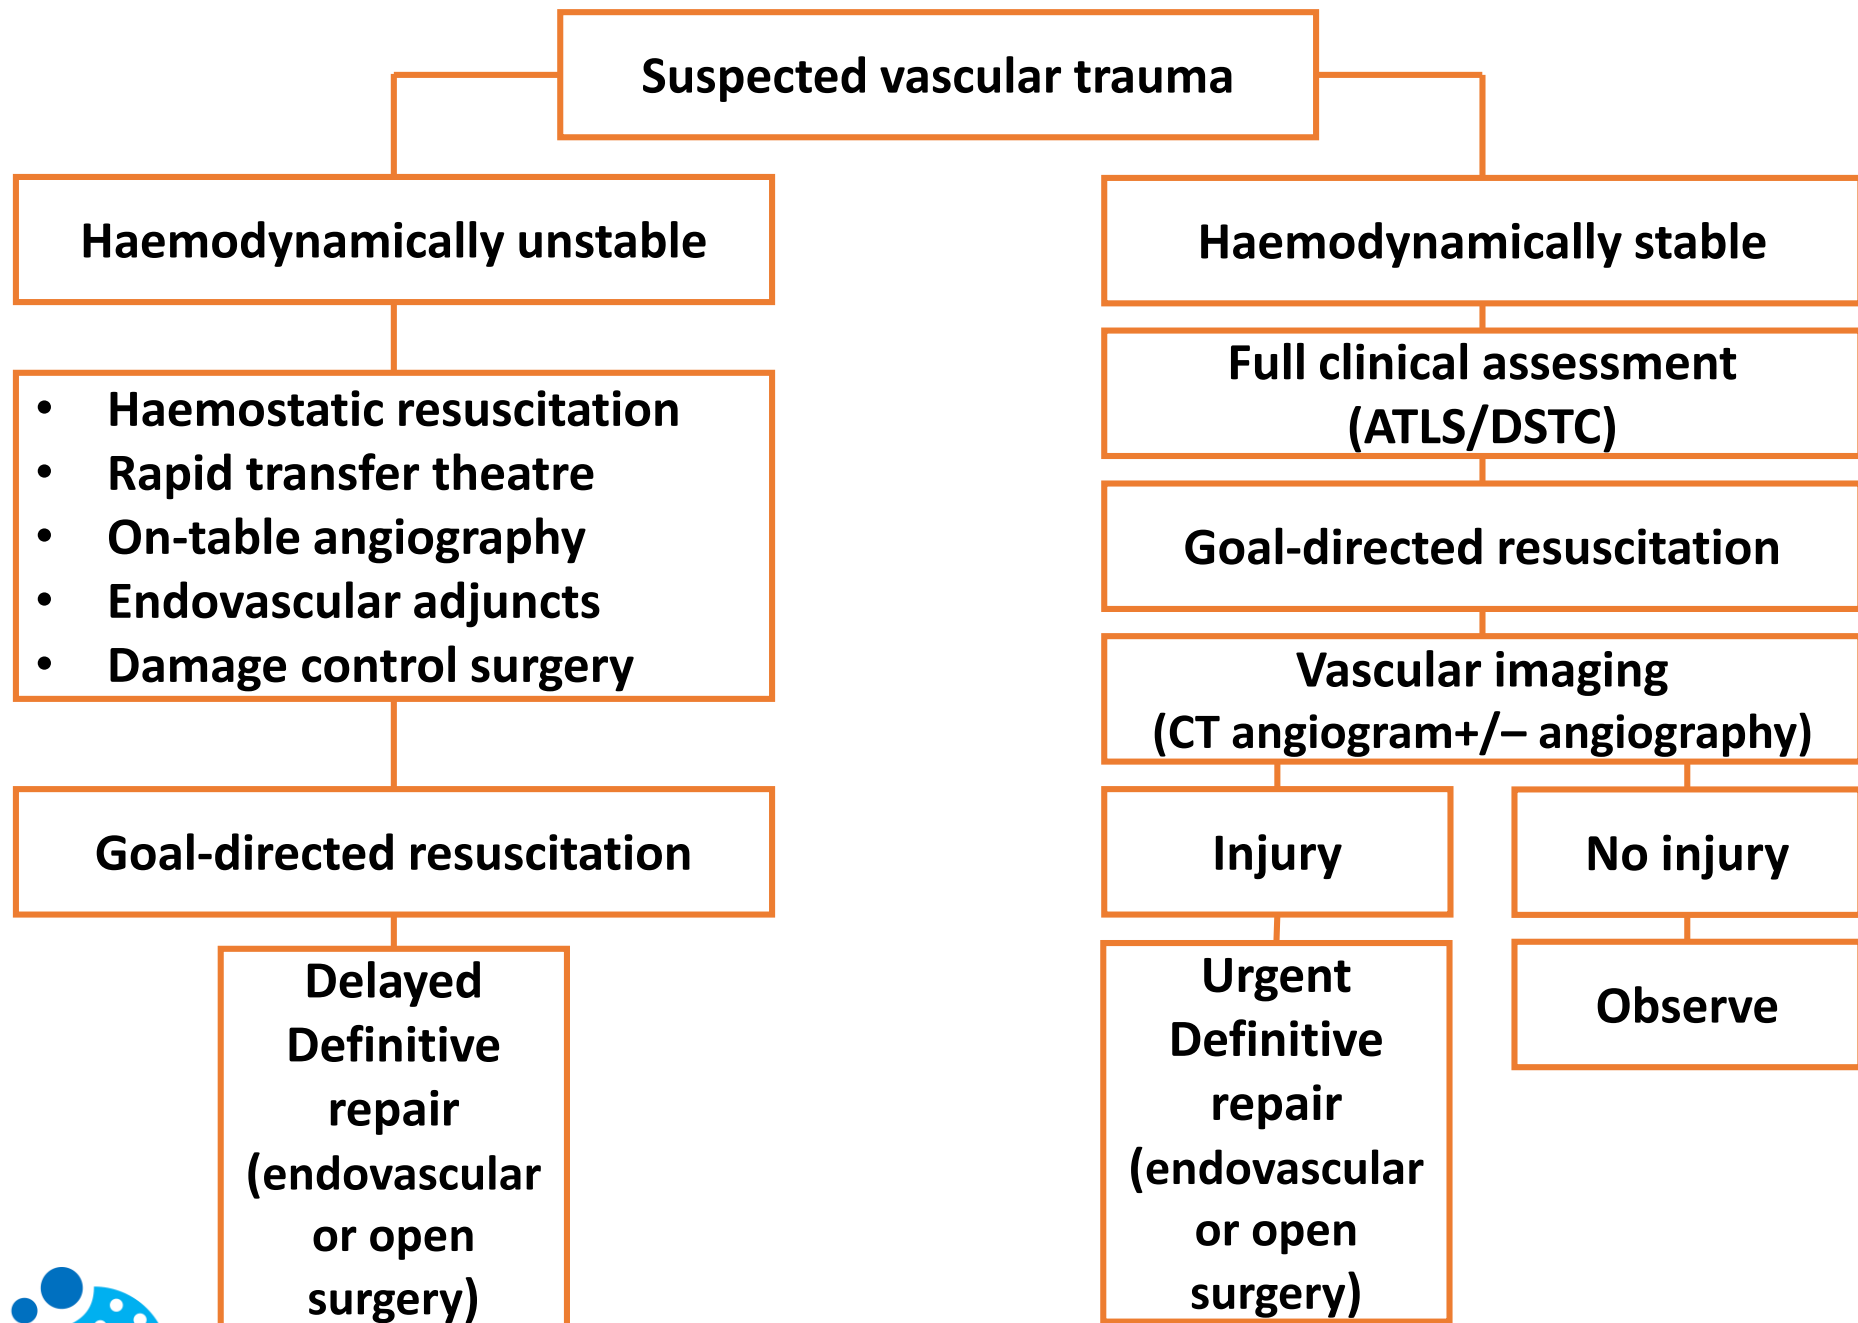 Suspected vascular trauma
Haemodynamically unstable
• Haemostatic resuscitation
• Rapid transfer theatre
• On-table angiography
• Endovascular adjuncts
• Damage control surgery
Goal-directed resuscitation
Delayed
Definitive
repair
(endovascular
or open
surgery)
Haemodynamically stable
Full clinical assessment
(ATLS/DSTC)
Goal-directed resuscitation
Vascular imaging
(CT angiogram+/– angiography)
Injury
Urgent
Definitive
repair
(endovascular
or open
surgery)
No injury
Observe